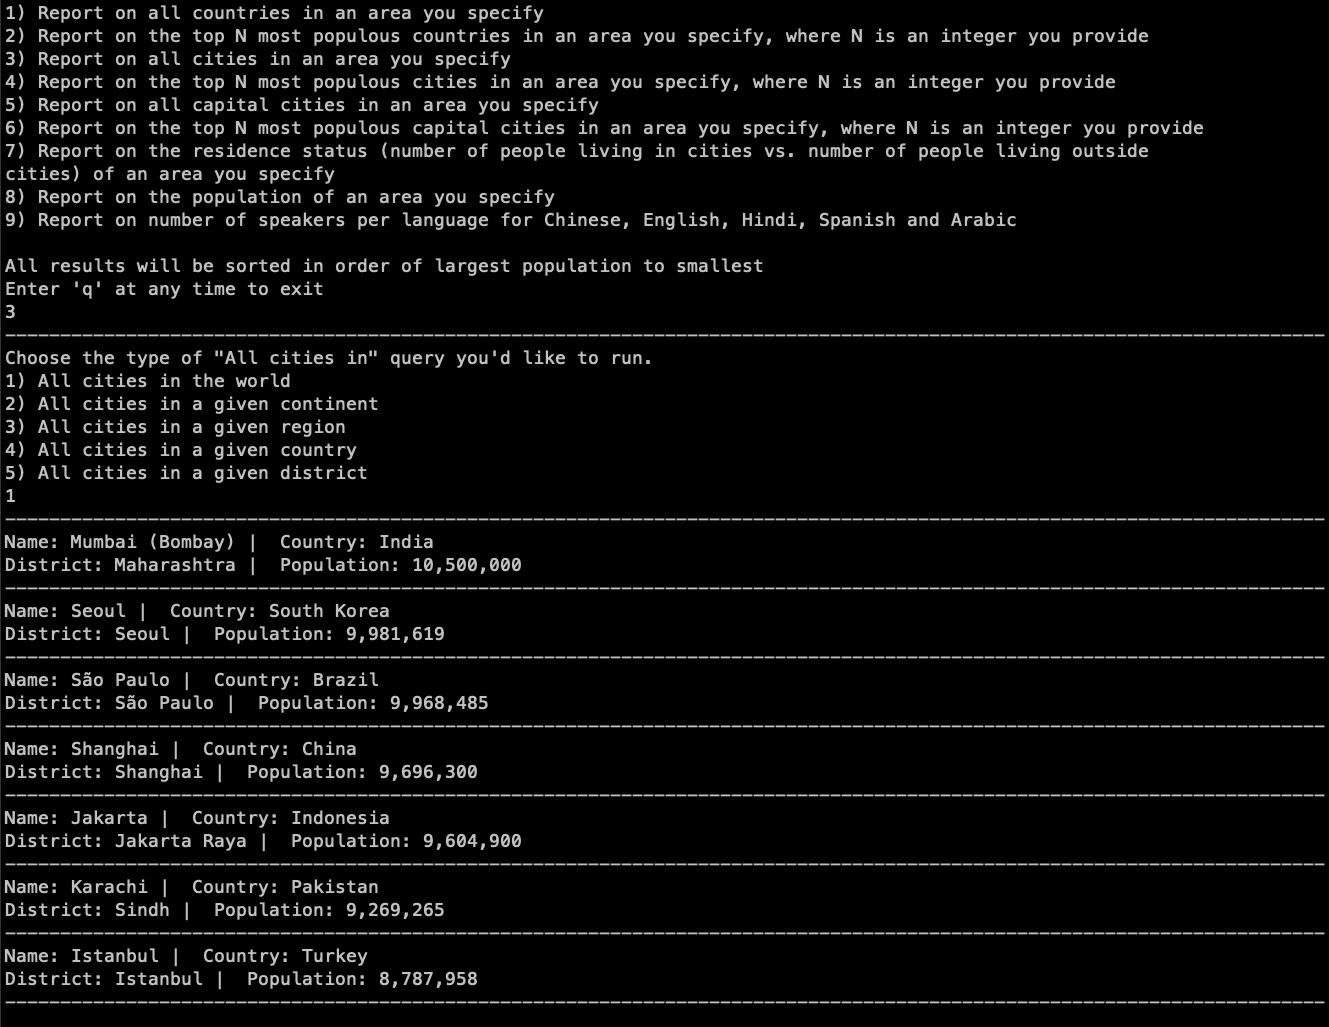 1) Report on all countries in an area you specify
2) Report on the top N most populous countries in an area you specify, where N is an integer you provide
3) Report on all cities in an area you specify
4) Report on the top N most populous cities in an area you specify, where N is an integer you provide
5) Report on all capital cities in an area you specify
6) Report on the top N most populous capital cities in an area you specify, where N is an integer you provide
7) Report on the residence status (number of people living in cities vs. number of people living outside
cities) of an area you specify
8) Report on the population of an area you specify
9) Report on number of speakers per language for Chinese, English, Hindi, Spanish and Arabic
All results will be sorted in order of largest population to smallest
Enter 'q' at any time to exit
3
Choose the type of "All cities in" query you'd like to run.
1) All cities in the world
2) All cities in a given continent
3) All cities in a given region
4) All cities in a given country
5) All cities in a given district
1
Name: Mumbai (Bombay) |  Country: India
District: Maharashtra |  Population: 10,500,000
Name: Seoul |  Country: South Korea
District: Seoul |  Population: 9,981,619
Name: São Paulo |  Country: Brazil
District: São Paulo |  Population: 9,968,485
Name: Shanghai |  Country: China
District: Shanghai |  Population: 9,696,300
Name: Jakarta |  Country: Indonesia
District: Jakarta Raya |  Population: 9,604,900
Name: Karachi |  Country: Pakistan
District: Sindh |  Population: 9,269,265
Name: Istanbul |  Country: Turkey
District: Istanbul |  Population: 8,787,958